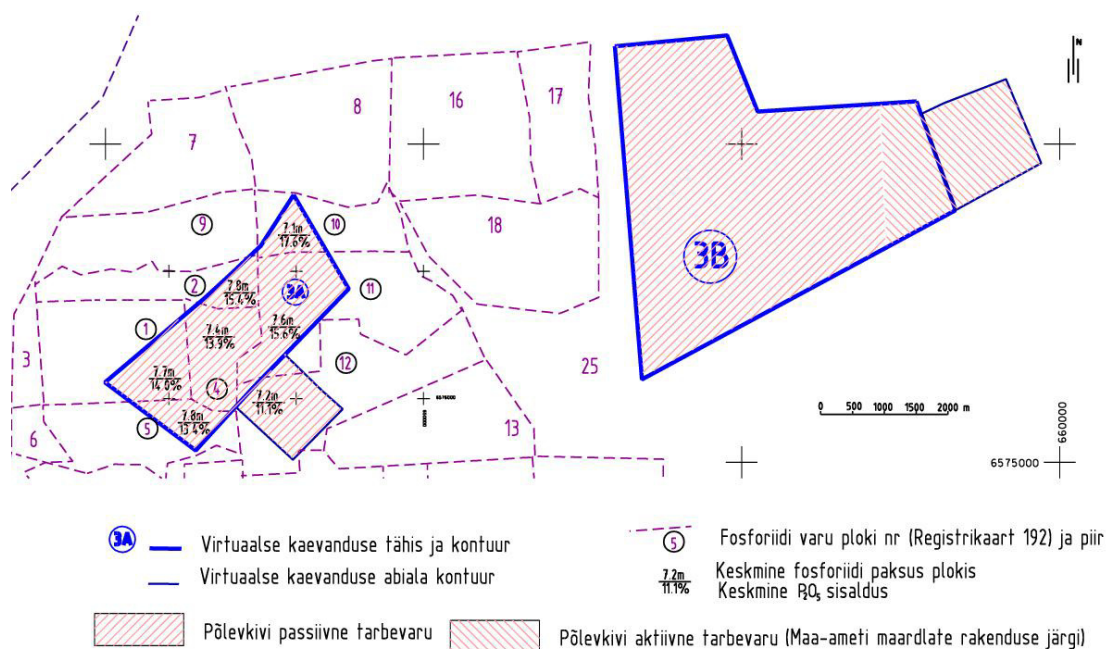 N
8
16
17
7
9
10
18
3B
7.1m
17.6%
2
7.8m
15.4%
3A
11
1
7.4m
13.9%
7.6m
15.6%
3
7.7m
14.0%
4
7.2m
11.1%
12
25
6575000
6
5
7.8m
13.4%
13
0 500 1000 1500 2000 m
660000
6575000
3A Virtuaalse kaevanduse tähis ja kontuur
Virtuaalse kaevanduse abiala kontuur
5 Fosforiidi varu ploki nr (Registrikaart 192) ja piir
7.2m Keskmine fosforiidi paksus plokis
11.1% Keskmine P₂O₅ sisaldus
Põlevkivi passiivne tarbevaru
Põlevkivi aktiivne tarbevaru (Maa-ameti maardlate rakenduse järgi)